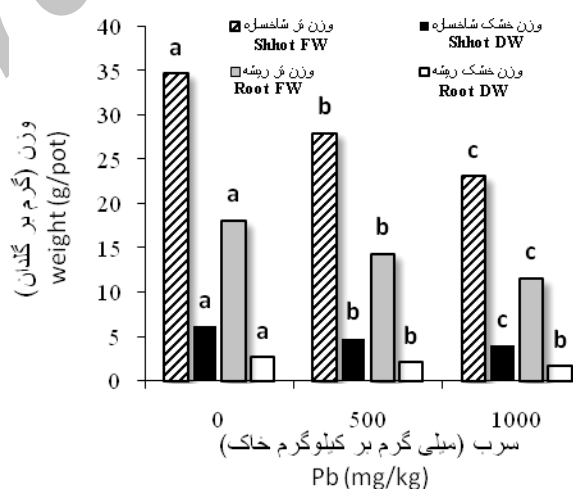 وزن تر شاخساره
Shhot FW
وزن خشک شاخساره
Shhot DW
وزن تر ریشه
Root FW
وزن خشک ریشه
Root DW
40
35
30
25
20
15
10
5
0
وزن (گرم بر گلدان)
weight (g/pot)
a
a
a
a
b
b
b
b
c
c
c
b
0 500 1000
سرب (میلی گرم بر کیلوگرم خاک)
Pb (mg/kg)